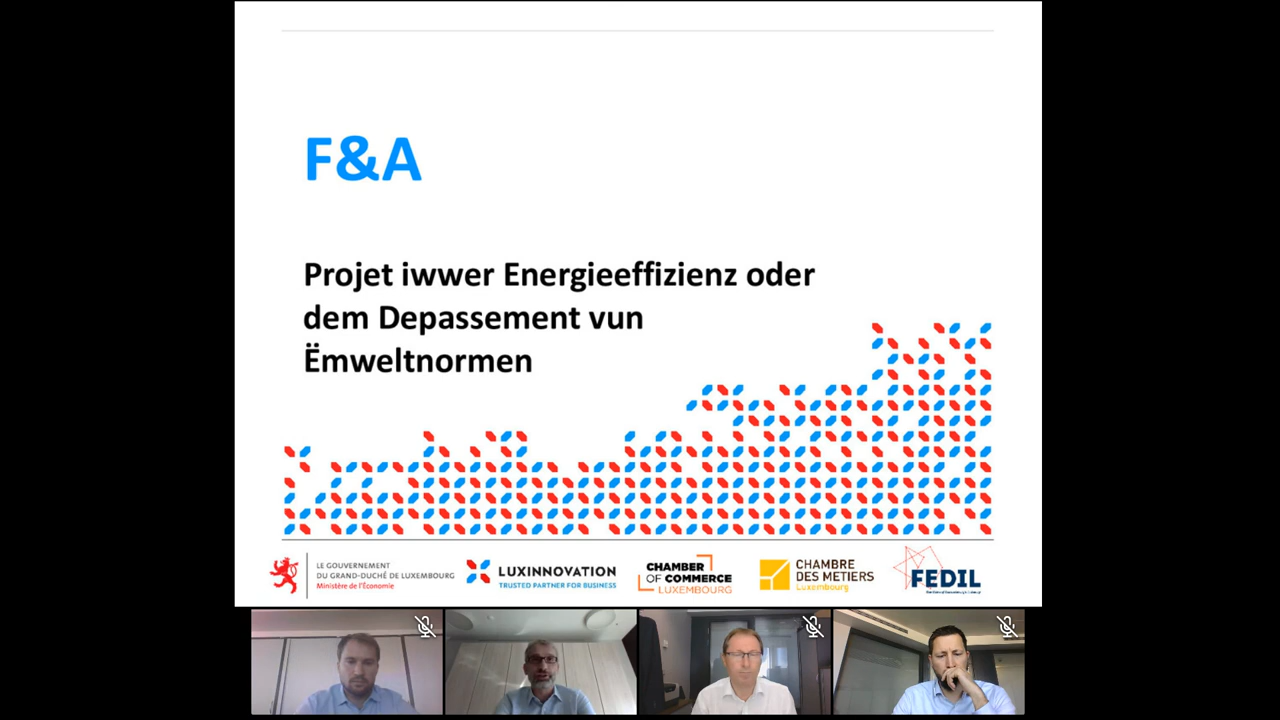 F&A
Projet iwwer Energieeffizienz oder
dem Depassement vun
Ëmweltnormen
LE GOUVERNEMENT
DU GRAND-DUCHÉ DE LUXEMBOURG
Ministère de l'Économie
LUXINNOVATION
TRUSTED PARTNER FOR BUSINESS
CHAMBER
OF COMMERCE
LUXEMBOURG
CHAMBRE
DES METIERS
Luxembourg
FEDIL